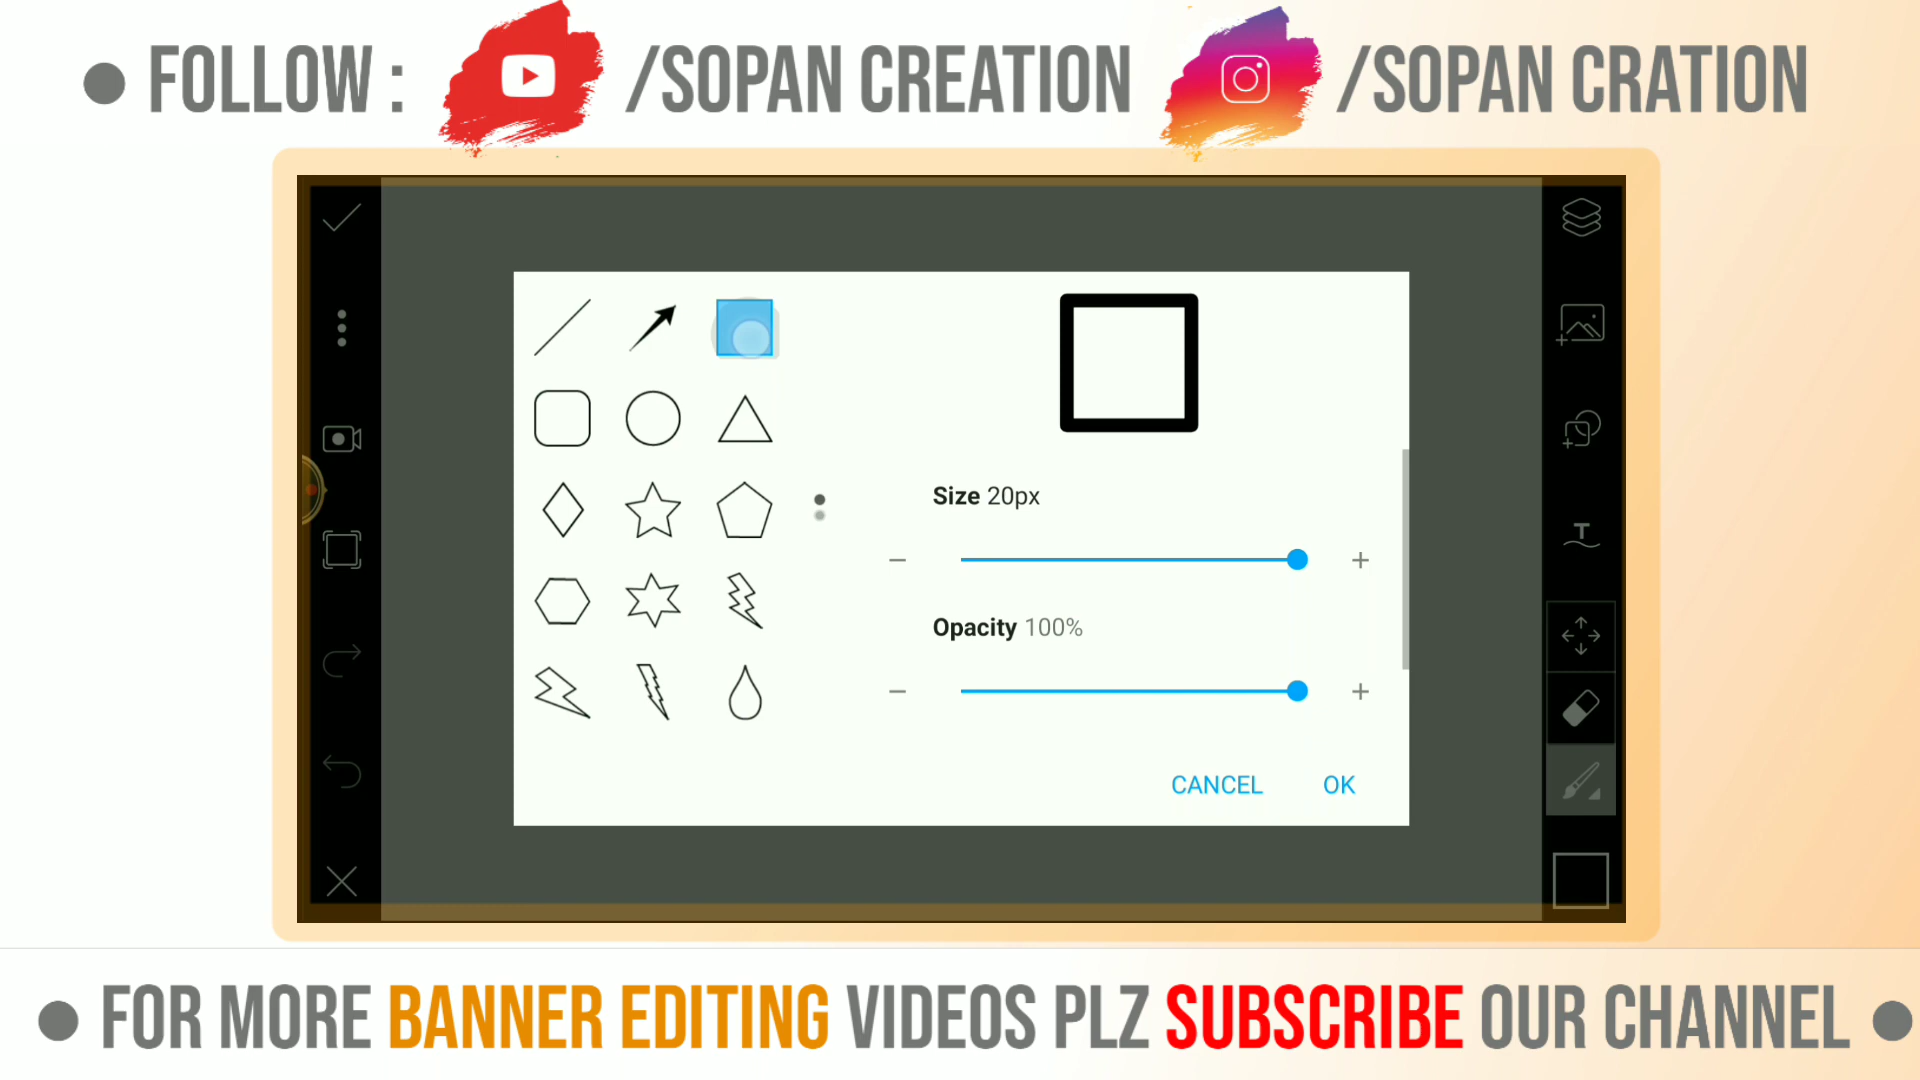 FOLLOW : /SOPAN CREATION /SOPAN CRATION
Size 20px
Opacity 100%
CANCEL OK
FOR MORE BANNER EDITING VIDEOS PLZ SUBSCRIBE OUR CHANNEL